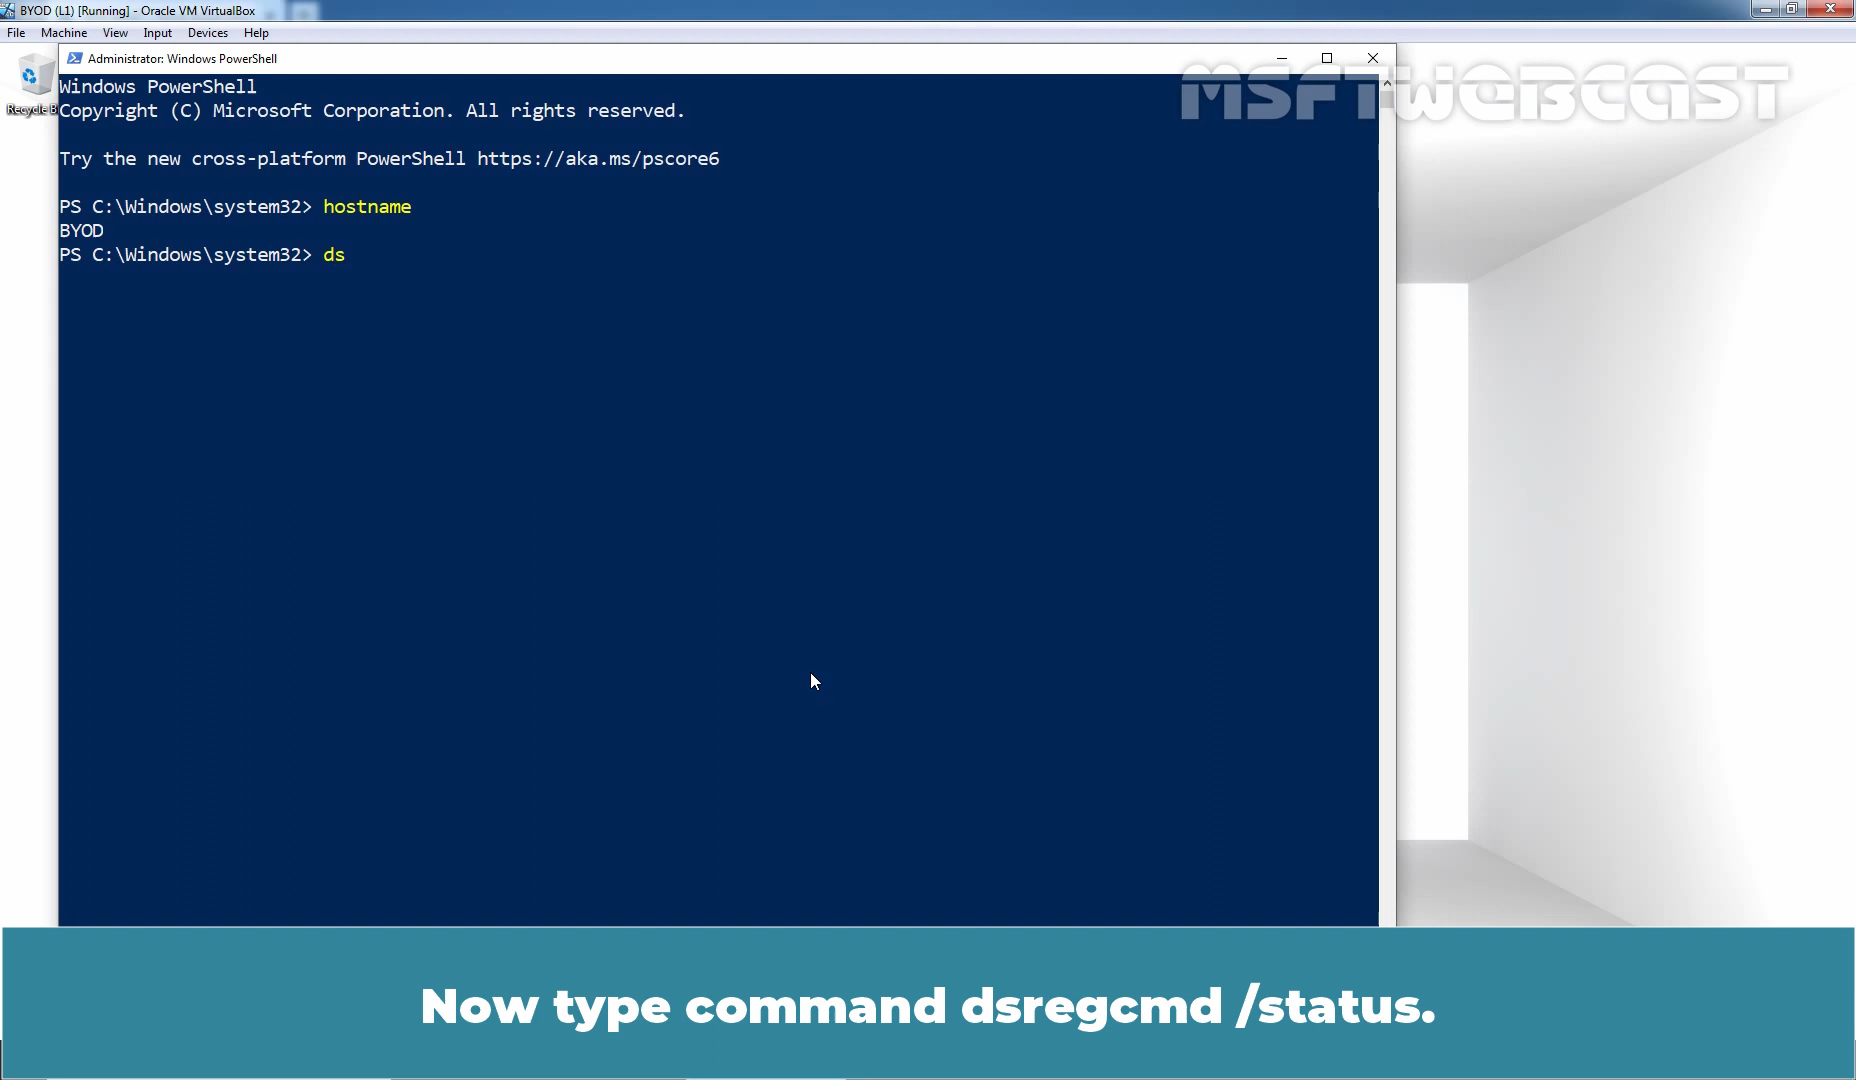 BYOD (L1) [Running] - Oracle VM VirtualBox
File Machine View Input Devices Help
Administrator: Windows PowerShell
MSFTWEBCAST
Recycle B
Windows PowerShell
Copyright (C) Microsoft Corporation. All rights reserved.
Try the new cross-platform PowerShell https://aka.ms/pscore6
PS C:\Windows\system32> hostname
BYOD
PS C:\Windows\system32> ds
Now type command dsregcmd /status.